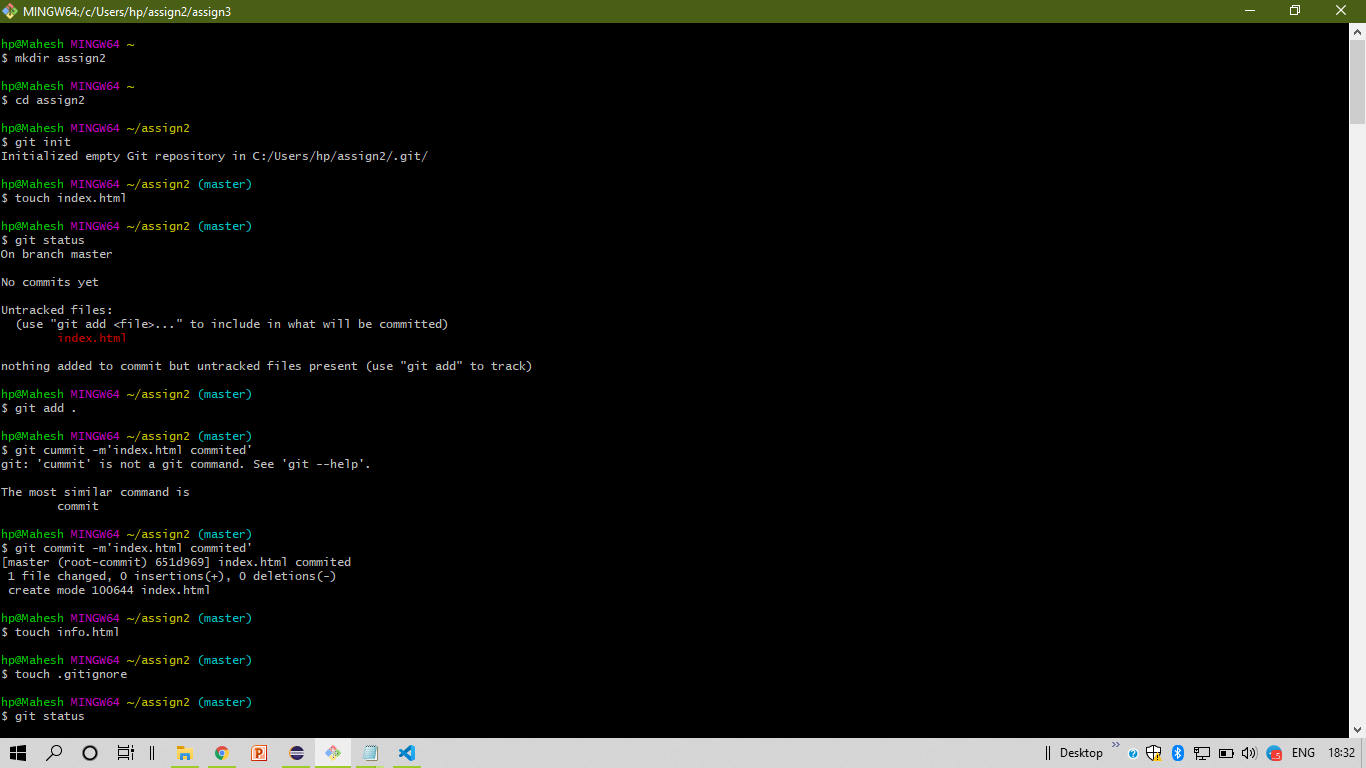 MINGW64:/c/Users/hp/assign2/assign3
hp@Mahesh MINGW64 ~
$ mkdir assign2
hp@Mahesh MINGW64 ~
$ cd assign2
hp@Mahesh MINGW64 ~/assign2
$ git init
Initialized empty Git repository in C:/Users/hp/assign2/.git/
hp@Mahesh MINGW64 ~/assign2 (master)
$ touch index.html
hp@Mahesh MINGW64 ~/assign2 (master)
$ git status
On branch master
No commits yet
Untracked files:
  (use "git add <file>..." to include in what will be committed)
        index.html
nothing added to commit but untracked files present (use "git add" to track)
hp@Mahesh MINGW64 ~/assign2 (master)
$ git add .
hp@Mahesh MINGW64 ~/assign2 (master)
$ git cummit -m'index.html commited'
git: 'cummit' is not a git command. See 'git --help'.
The most similar command is
        commit
hp@Mahesh MINGW64 ~/assign2 (master)
$ git commit -m'index.html commited'
[master (root-commit) 651d969] index.html commited
 1 file changed, 0 insertions(+), 0 deletions(-)
 create mode 100644 index.html
hp@Mahesh MINGW64 ~/assign2 (master)
$ touch info.html
hp@Mahesh MINGW64 ~/assign2 (master)
$ touch .gitignore
hp@Mahesh MINGW64 ~/assign2 (master)
$ git status
Desktop
ENG
18:32